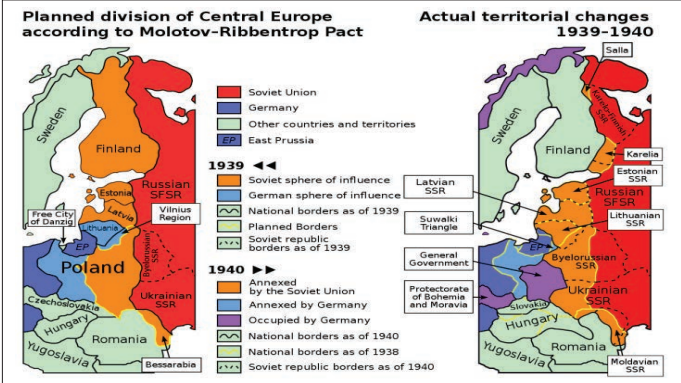 Planned division of Central Europe
according to Molotov–Ribbentrop Pact
Sweden
Finland
Estonia
Latvia
Lithuania
Russian
SFSR
Free City
of Danzig
Vilnius
Region
EP
Poland
Byelorussian
SSR
Ukrainian
SSR
Czechoslovakia
Hungary
Romania
Yugoslavia
Bessarabia
Soviet Union
Germany
Other countries and territories
EP East Prussia
1939 ◄◄
Soviet sphere of influence
German sphere of influence
National borders as of 1939
Planned Borders
Soviet republic
borders as of 1939
1940 ►►
Annexed
by the Soviet Union
Annexed by Germany
Occupied by Germany
National borders as of 1940
National borders as of 1938
Soviet republic borders as of 1940
Actual territorial changes
1939–1940
Salla
Sweden
Finland
Karelo-Finnish
SSR
Karelia
Estonian
SSR
Latvian
SSR
Russian
SFSR
Lithuanian
SSR
Suwalki
Triangle
EP
General
Government
Byelorussian
SSR
Protectorate
of Bohemia
and Moravia
Ukrainian
SSR
Slovakia
Hungary
Romania
Yugoslavia
Moldavian
SSR